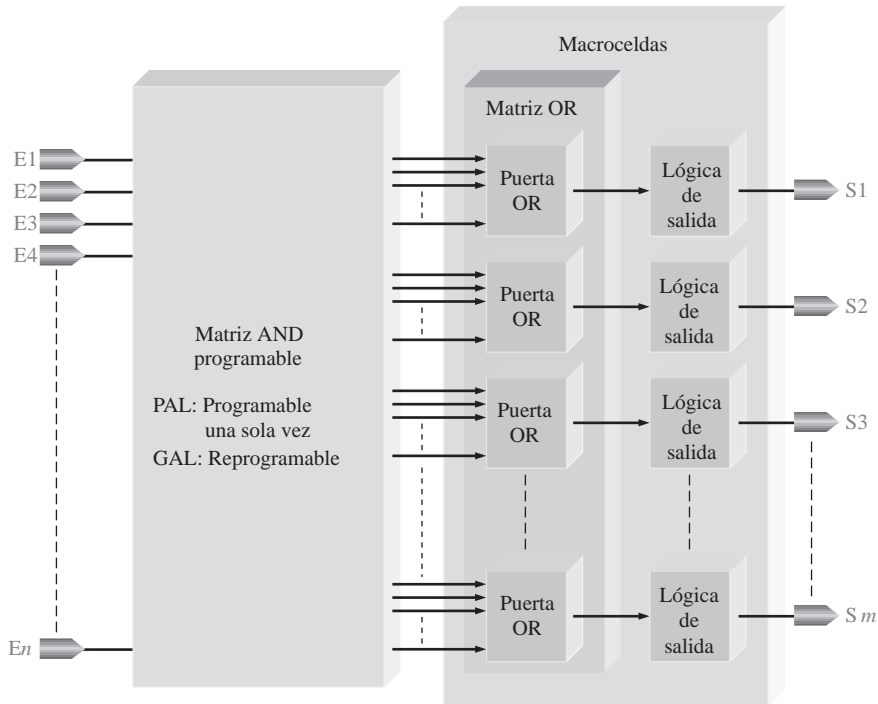 Macroceldas
Matriz OR
E1
E2
E3
E4
En
Matriz AND
programable
PAL: Programable
una sola vez
GAL: Reprogramable
Puerta
OR
Lógica
de
salida
S1
Puerta
OR
Lógica
de
salida
S2
Puerta
OR
Lógica
de
salida
S3
Puerta
OR
Lógica
de
salida
Sm